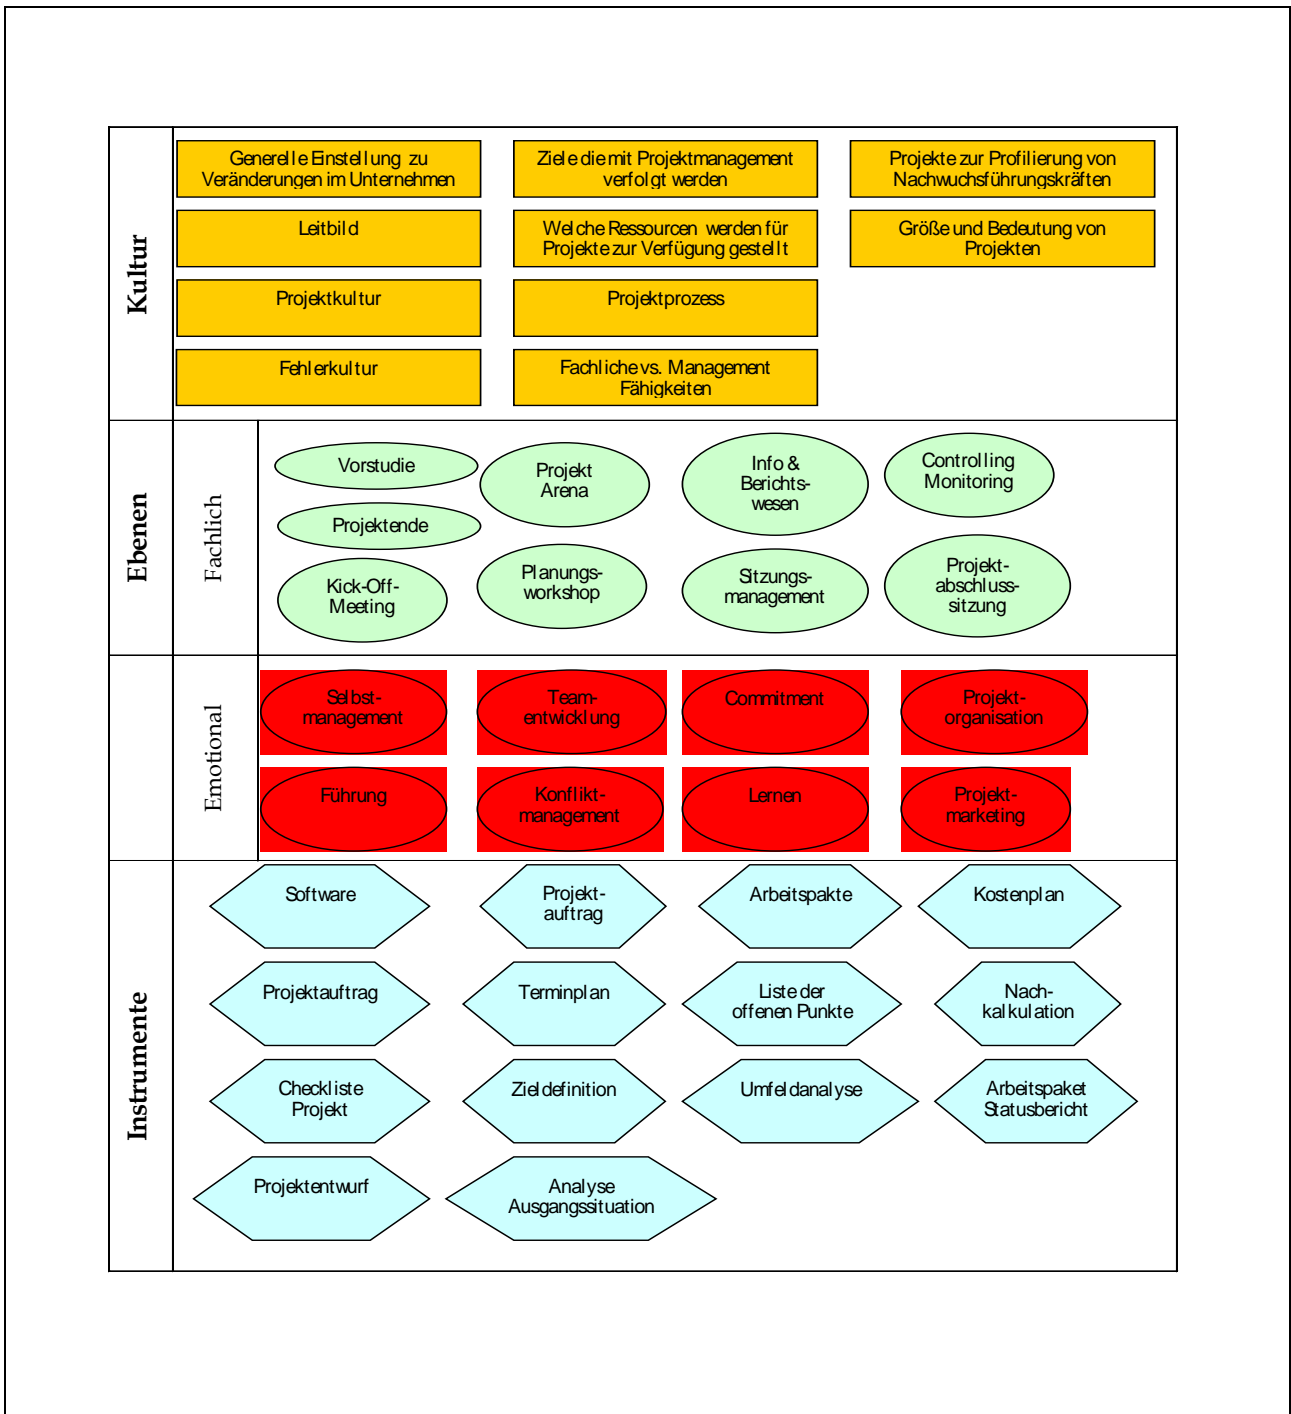 Kultur
Generelle Einstellung zu
Veränderungen im Unternehmen
Ziele die mit Projektmanagement
verfolgt werden
Projekte zur Profilierung von
Nachwuchsführungskräften
Leitbild
Welche Ressourcen werden für
Projekte zur Verfügung gestellt
Größe und Bedeutung von
Projekten
Projektkultur
Projektprozess
Fehlerkultur
Fachliche vs. Management
Fähigkeiten
Ebenen
Fachlich
Vorstudie
Projekt
Arena
Info &
Berichts-
wesen
Controlling
Monitoring
Projektende
Kick-Off-
Meeting
Planungs-
workshop
Sitzungs-
management
Projekt-
abschluss-
sitzung
Emotional
Selbst-
management
Team-
entwicklung
Commitment
Projekt-
organisation
Führung
Konflikt-
management
Lernen
Projekt-
marketing
Instrumente
Software
Projekt-
auftrag
Arbeitspakte
Kostenplan
Projektauftrag
Terminplan
Liste der
offenen Punkte
Nach-
kalkulation
Checkliste
Projekt
Zieldefinition
Umfeldanalyse
Arbeitspaket
Statusbericht
Projektentwurf
Analyse
Ausgangssituation